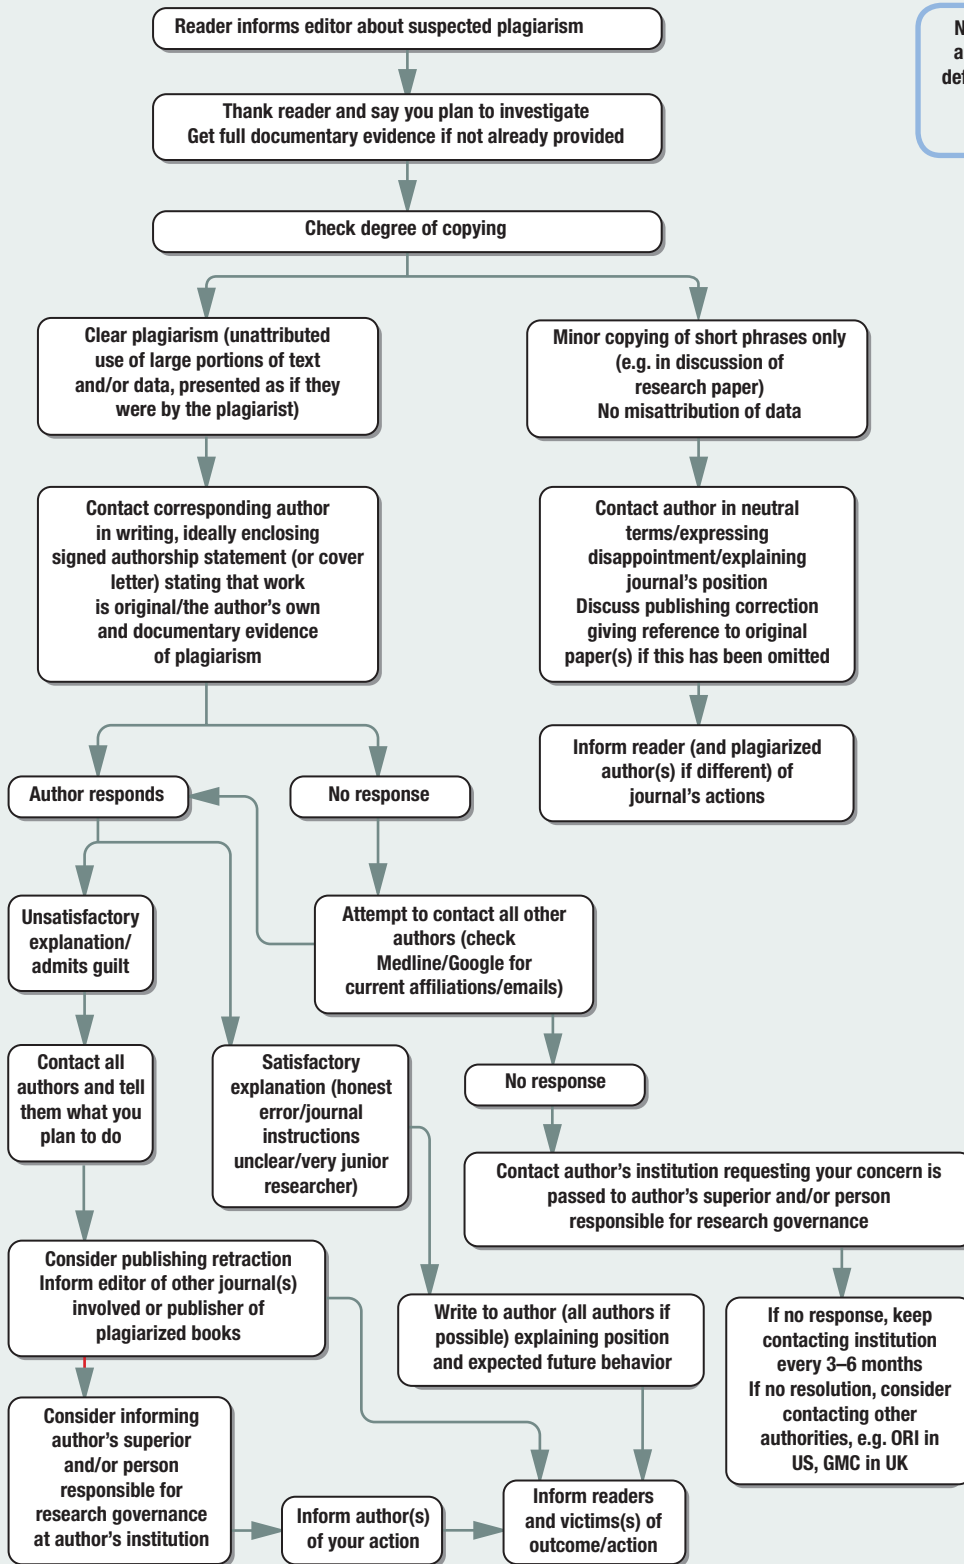 Reader informs editor about suspected plagiarism
N
a
def
Thank reader and say you plan to investigate
Get full documentary evidence if not already provided
Check degree of copying
Clear plagiarism (unattributed
use of large portions of text
and/or data, presented as if they
were by the plagiarist)
Minor copying of short phrases only
(e.g. in discussion of
research paper)
No misattribution of data
Contact corresponding author
in writing, ideally enclosing
signed authorship statement (or cover
letter) stating that work
is original/the author’s own
and documentary evidence
of plagiarism
Contact author in neutral
terms/expressing
disappointment/explaining
journal’s position
Discuss publishing correction
giving reference to original
paper(s) if this has been omitted
Inform reader (and plagiarized
author(s) if different) of
journal’s actions
Author responds
No response
Unsatisfactory
explanation/
admits guilt
Attempt to contact all other
authors (check
Medline/Google for
current affiliations/emails)
Contact all
authors and tell
them what you
plan to do
Satisfactory
explanation (honest
error/journal
instructions
unclear/very junior
researcher)
No response
Contact author’s institution requesting your concern is
passed to author’s superior and/or person
responsible for research governance
Consider publishing retraction
Inform editor of other journal(s)
involved or publisher of
plagiarized books
Write to author (all authors if
possible) explaining position
and expected future behavior
If no response, keep
contacting institution
every 3–6 months
If no resolution, consider
contacting other
authorities, e.g. ORI in
US, GMC in UK
Consider informing
author’s superior
and/or person
responsible for
research governance
at author’s institution
Inform author(s)
of your action
Inform readers
and victims(s) of
outcome/action